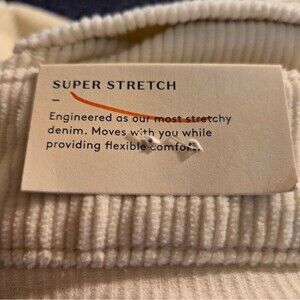 SUPER STRETCH
–
Engineered as our most stretchy
denim. Moves with you while
providing flexible comfort.